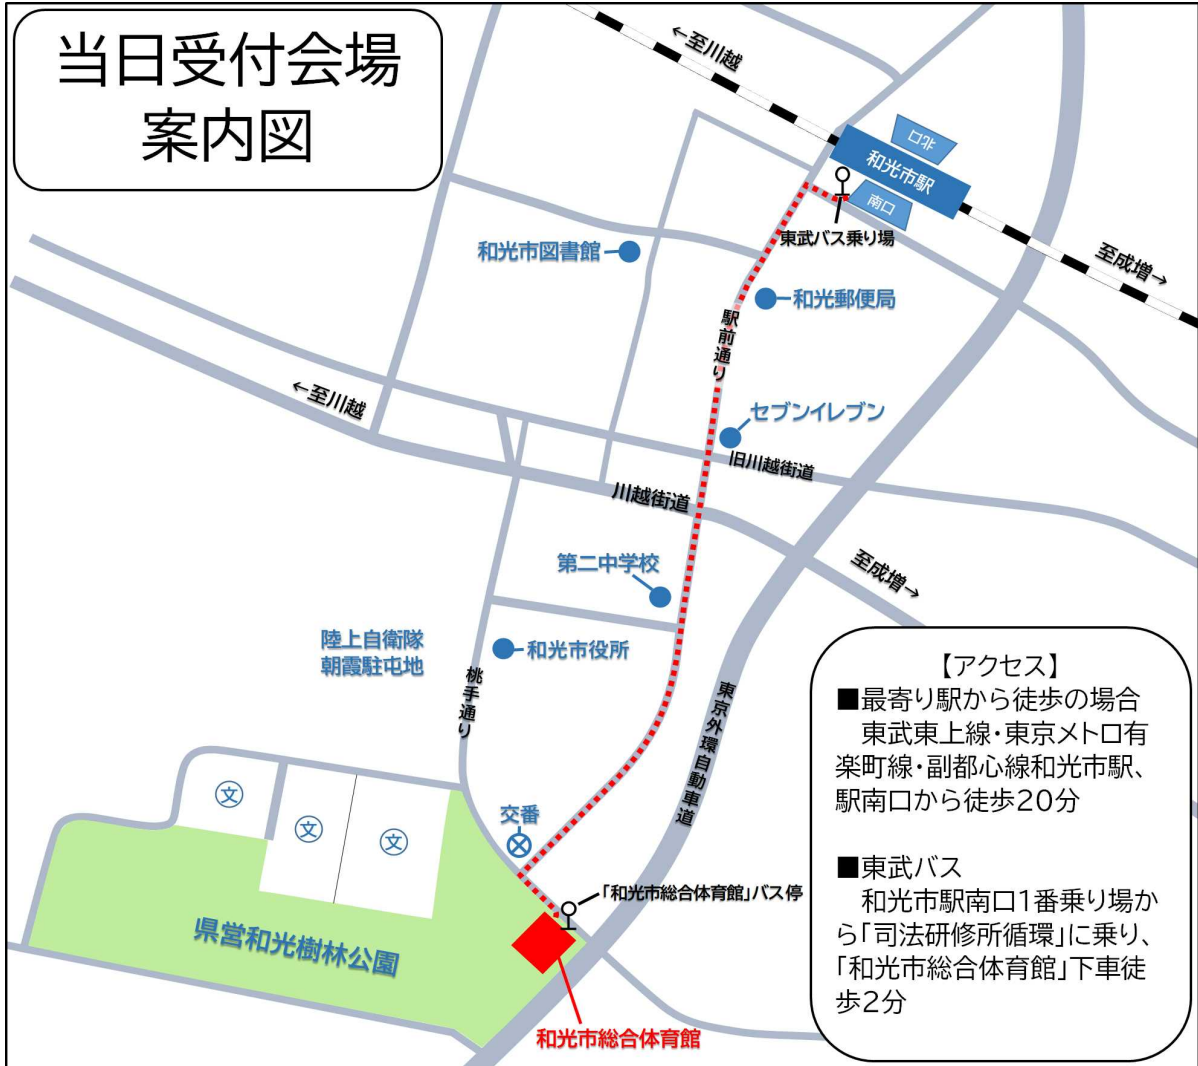 当日受付会場
案内図
←至川越
北口
和光市駅
南口
東武バス乗り場
至成増→
和光市図書館
和光郵便局
駅前通り
←至川越
セブンイレブン
旧川越街道
川越街道
至成増→
第二中学校
陸上自衛隊
朝霞駐屯地
和光市役所
桃手通り
東京外環自動車道
文
文
文
交番
「和光市総合体育館」バス停
県営和光樹林公園
和光市総合体育館
【アクセス】
■最寄り駅から徒歩の場合
東武東上線・東京メトロ有
楽町線・副都心線和光市駅、
駅南口から徒歩20分
■東武バス
和光市駅南口1番乗り場か
ら「司法研修所循環」に乗り、
「和光市総合体育館」下車徒
歩2分